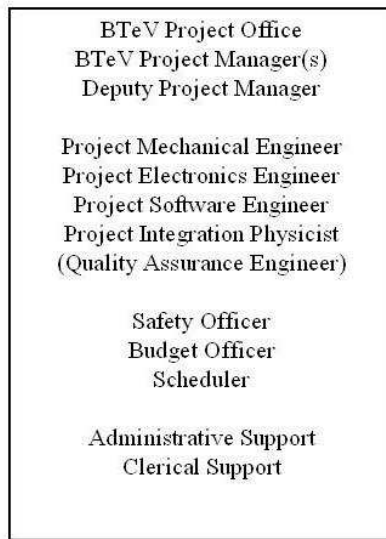 BTeV Project Office
BTeV Project Manager(s)
Deputy Project Manager
Project Mechanical Engineer
Project Electronics Engineer
Project Software Engineer
Project Integration Physicist
(Quality Assurance Engineer)
Safety Officer
Budget Officer
Scheduler
Administrative Support
Clerical Support